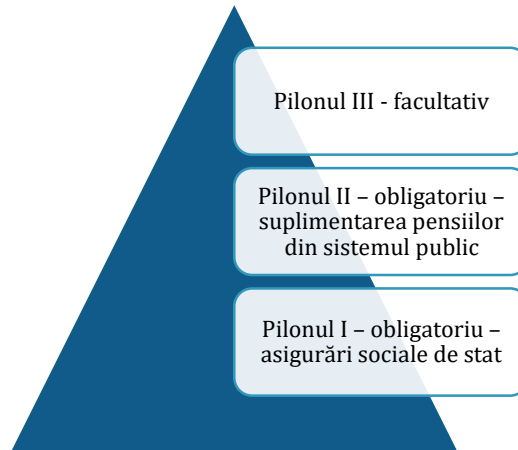 Pilonul III - facultativ
Pilonul II – obligatoriu –
suplimentarea pensiilor
din sistemul public
Pilonul I – obligatoriu –
asigurări sociale de stat